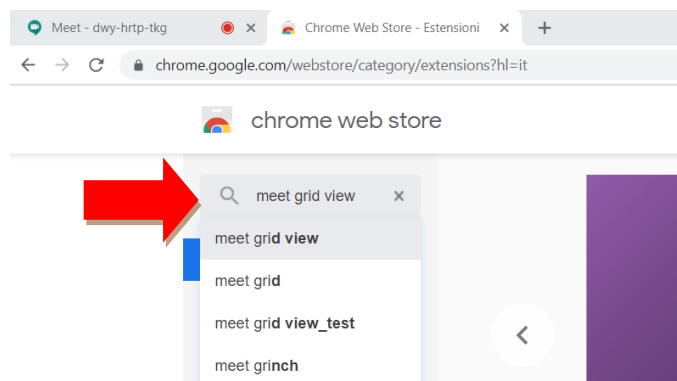 Meet - dwy-hrtp-tkg
Chrome Web Store - Estensioni
chrome.google.com/webstore/category/extensions?hl=it
chrome web store
meet grid view
meet grid view
meet grid
meet grid view_test
meet grinch